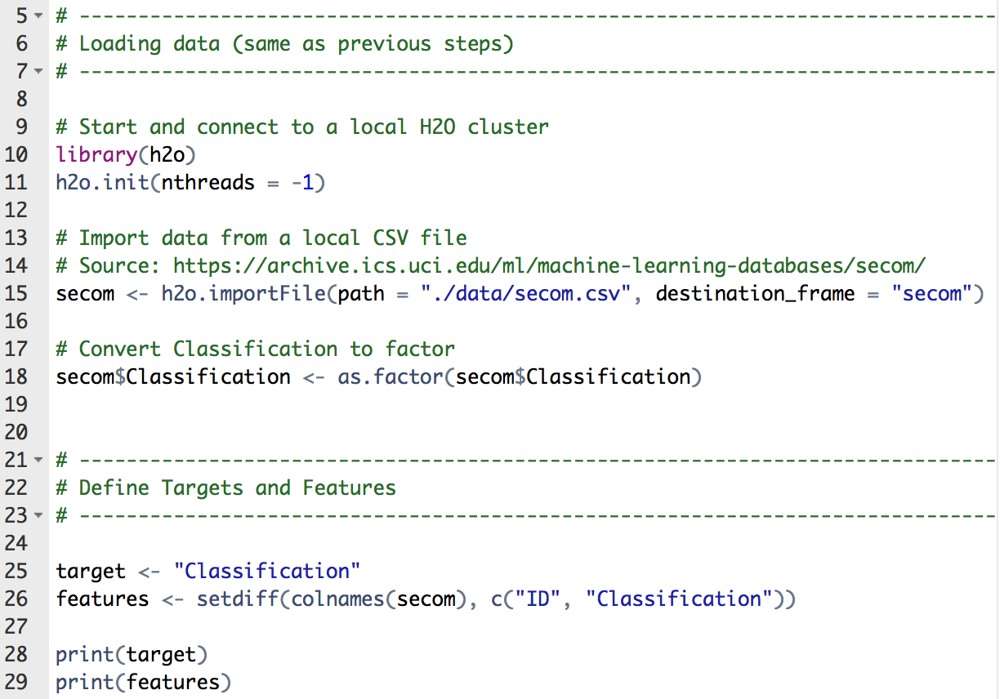 5 # ------------------------------------------------------------------------------
6 # Loading data (same as previous steps)
7 # ------------------------------------------------------------------------------
8
9 # Start and connect to a local H2O cluster
10 library(h2o)
11 h2o.init(nthreads = -1)
12
13 # Import data from a local CSV file
14 # Source: https://archive.ics.uci.edu/ml/machine-learning-databases/secom/
15 secom <- h2o.importFile(path = "./data/secom.csv", destination_frame = "secom")
16
17 # Convert Classification to factor
18 secom$Classification <- as.factor(secom$Classification)
19
20
21 # ------------------------------------------------------------------------------
22 # Define Targets and Features
23 # ------------------------------------------------------------------------------
24
25 target <- "Classification"
26 features <- setdiff(colnames(secom), c("ID", "Classification"))
27
28 print(target)
29 print(features)